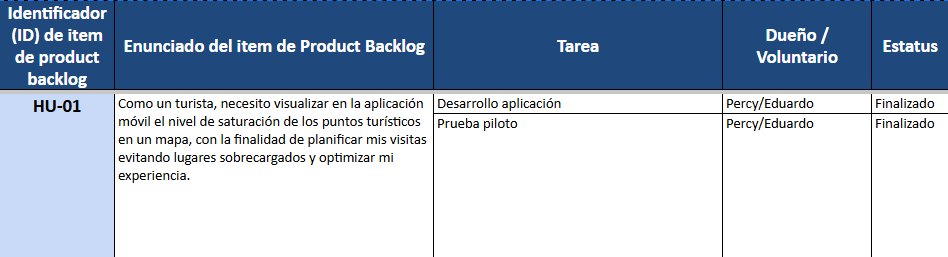 Identificador
(ID) de item
de product
backlog
Enunciado del item de Product Backlog
Tarea
Dueño /
Voluntario
Estatus
HU-01
Como un turista, necesito visualizar en la aplicación
móvil el nivel de saturación de los puntos turísticos
en un mapa, con la finalidad de planificar mis visitas
evitando lugares sobrecargados y optimizar mi
experiencia.
Desarrollo aplicación
Percy/Eduardo
Finalizado
Prueba piloto
Percy/Eduardo
Finalizado